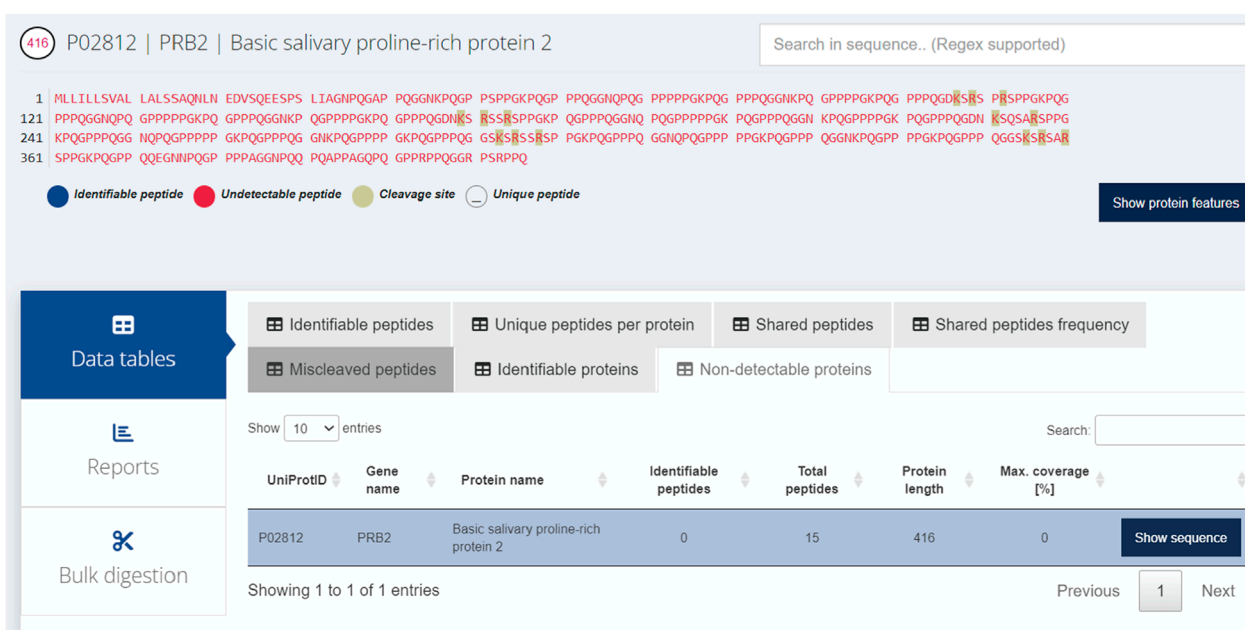 416 P02812 | PRB2 | Basic salivary proline-rich protein 2
Search in sequence.. (Regex supported)
1 MLLILLSVAL LALSSAQNLN EDVSQEESPS LIAGNPQGAP PQGGNKPQGP PSPPGKPQGP PPQGGNQPQG PPPPPGKPQG PPPQGGNKPQ GPPPPGKPQG PPPQGDKSRS PRSPPGKPQG
121 PPPQGGNQPQ GPPPPPGKPQ GPPPQGGNKP QGPPPPGKPQ GPPPQGDNKS RSSRSPPGKP QGPPPQGGNQ PQGPPPPPGK PQGPPPQGGN KPQGPPPPGK PQGPPPQGDN KSQSARSPPG
241 KPQGPPPQGG NQPQGPPPPP GKPQGPPPQG GNKPQGPPPP GKPQGPPPQG GSKSRSSRSP PGKPQGPPPQ GGNQPQGPPP PPGKPQGPPP QGGNKPQGPP PPGKPQGPPP QGGSKSRSAR
361 SPPGKPQGPP QQEGNNPQGP PPPAGGNPQQ PQAPPAGQPQ GPPRPPQGGR PSRPPQ
Identifiable peptide Undetectable peptide Cleavage site _ Unique peptide
Show protein features
Data tables
Reports
Bulk digestion
Identifiable peptides Unique peptides per protein Shared peptides Shared peptides frequency
Miscleaved peptides Identifiable proteins Non-detectable proteins
Show 10 entries
Search:
UniProtID Gene name Protein name Identifiable peptides Total peptides Protein length Max. coverage [%]
P02812 PRB2 Basic salivary proline-rich protein 2 0 15 416 0 Show sequence
Showing 1 to 1 of 1 entries
Previous 1 Next